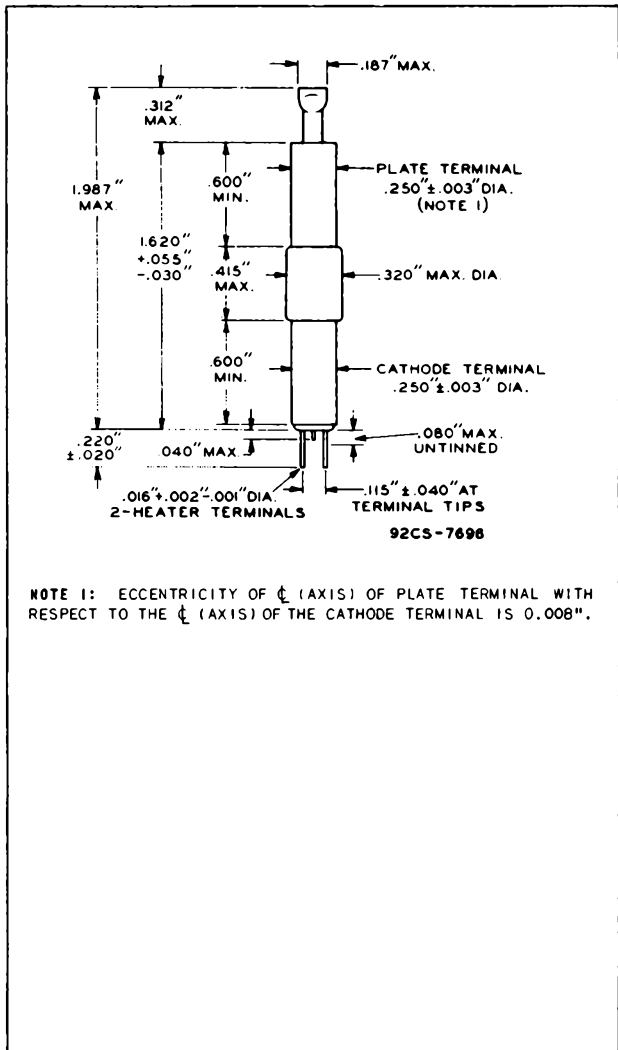 .187" MAX.
.312"
MAX.
PLATE TERMINAL
.250"±.003" DIA.
(NOTE 1)
.600"
MIN.
1.987"
MAX.
1.620"
+.055"
-.030"
.415"
MAX.
.320" MAX. DIA.
.600"
MIN.
CATHODE TERMINAL
.250"±.003" DIA.
.220"
±.020"
.040" MAX.
.080" MAX.
UNTINNED
.016"+.002"-.001" DIA.
2-HEATER TERMINALS
.115" ±.040" AT
TERMINAL TIPS
92CS-7696
NOTE 1: ECCENTRICITY OF ℄ (AXIS) OF PLATE TERMINAL WITH
RESPECT TO THE ℄ (AXIS) OF THE CATHODE TERMINAL IS 0.008".